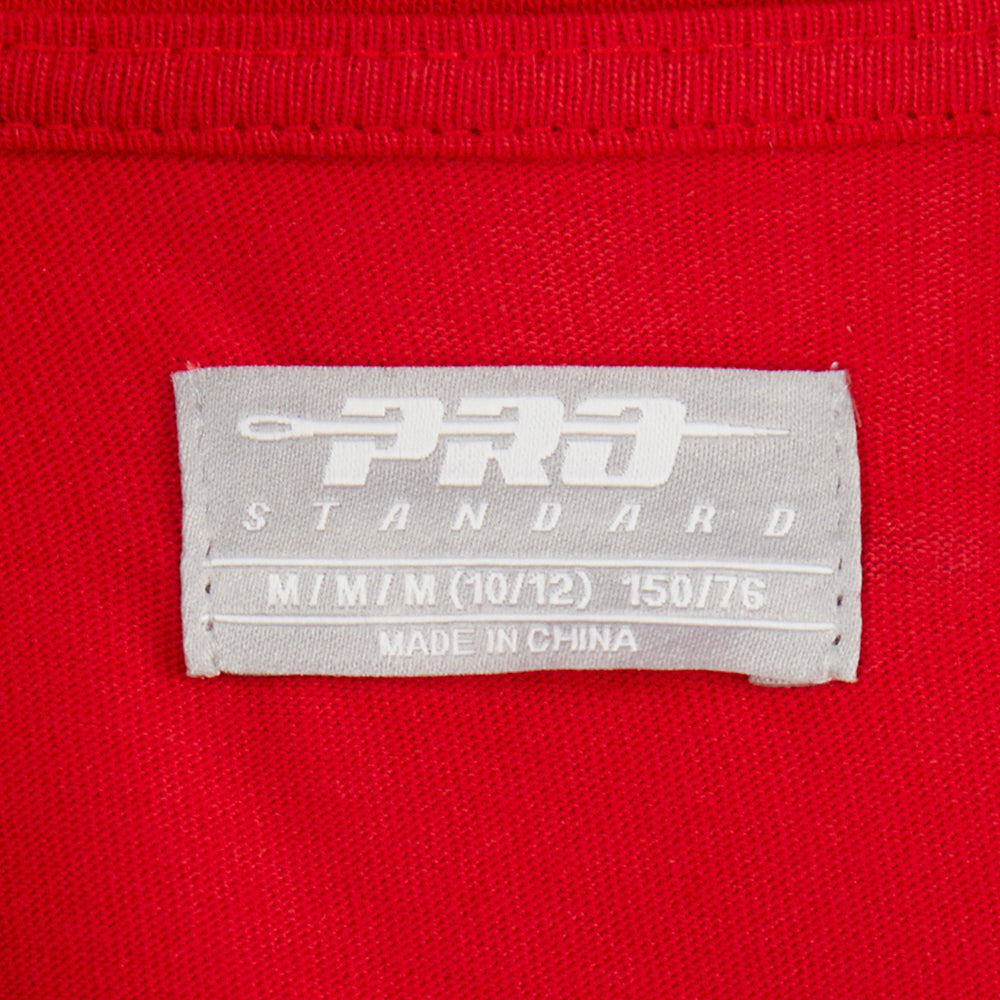 PRO
STANDARD
M/M/M (10/12) 150/76
MADE IN CHINA